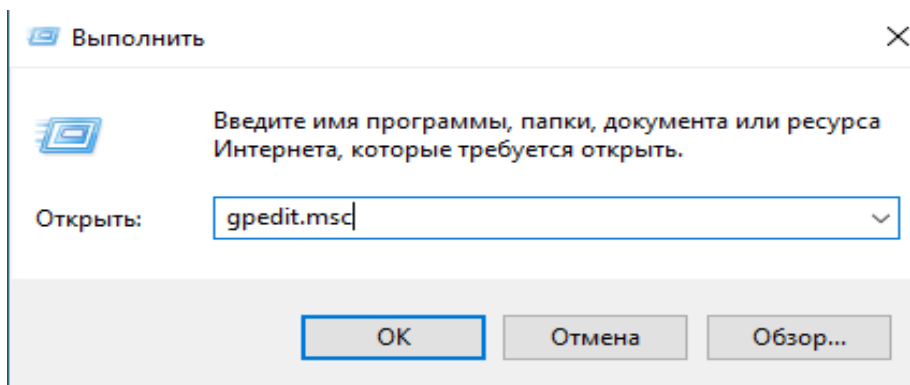 Выполнить
Введите имя программы, папки, документа или ресурса
Интернета, которые требуется открыть.
Открыть: gpedit.msc
OK Отмена Обзор...